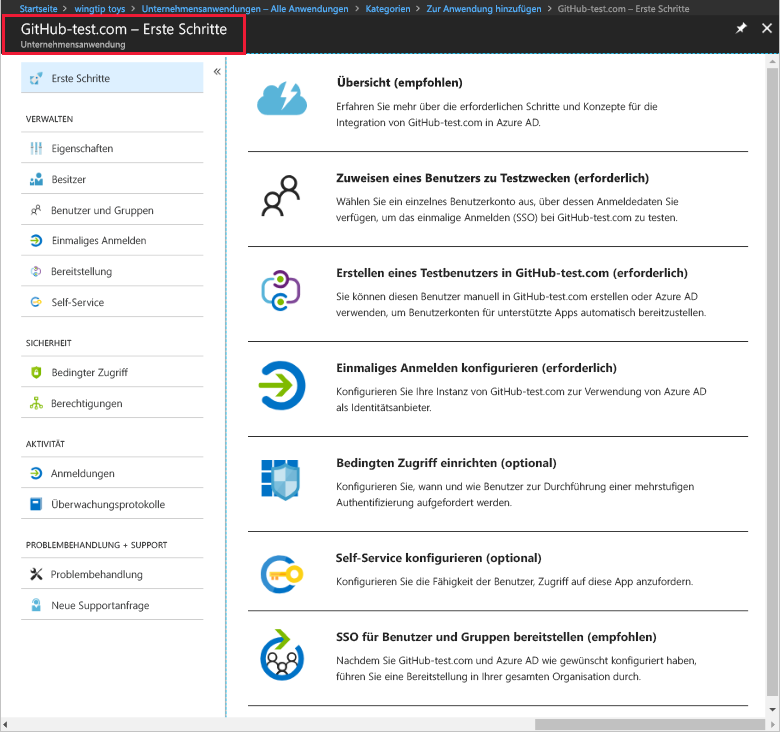 Startseite > wingtip toys > Unternehmensanwendungen – Alle Anwendungen > Kategorien > Zur Anwendung hinzufügen > GitHub-test.com – Erste Schritte
GitHub-test.com – Erste Schritte
Unternehmensanwendung
Erste Schritte
VERWALTEN
Eigenschaften
Besitzer
Benutzer und Gruppen
Einmaliges Anmelden
Bereitstellung
Self-Service
SICHERHEIT
Bedingter Zugriff
Berechtigungen
AKTIVITÄT
Anmeldungen
Überwachungsprotokolle
PROBLEMBEHANDLUNG + SUPPORT
Problembehandlung
Neue Supportanfrage
Übersicht (empfohlen)
Erfahren Sie mehr über die erforderlichen Schritte und Konzepte für die
Integration von GitHub-test.com in Azure AD.
Zuweisen eines Benutzers zu Testzwecken (erforderlich)
Wählen Sie ein einzelnes Benutzerkonto aus, über dessen Anmeldedaten Sie
verfügen, um das einmalige Anmelden (SSO) bei GitHub-test.com zu testen.
Erstellen eines Testbenutzers in GitHub-test.com (erforderlich)
Sie können diesen Benutzer manuell in GitHub-test.com erstellen oder Azure AD
verwenden, um Benutzerkonten für unterstützte Apps automatisch bereitzustellen.
Einmaliges Anmelden konfigurieren (erforderlich)
Konfigurieren Sie Ihre Instanz von GitHub-test.com zur Verwendung von Azure AD
als Identitätsanbieter.
Bedingten Zugriff einrichten (optional)
Konfigurieren Sie, wann und wie Benutzer zur Durchführung einer mehrstufigen
Authentifizierung aufgefordert werden.
Self-Service konfigurieren (optional)
Konfigurieren Sie die Fähigkeit der Benutzer, Zugriff auf diese App anzufordern.
SSO für Benutzer und Gruppen bereitstellen (empfohlen)
Nachdem Sie GitHub-test.com und Azure AD wie gewünscht konfiguriert haben,
führen Sie eine Bereitstellung in Ihrer gesamten Organisation durch.